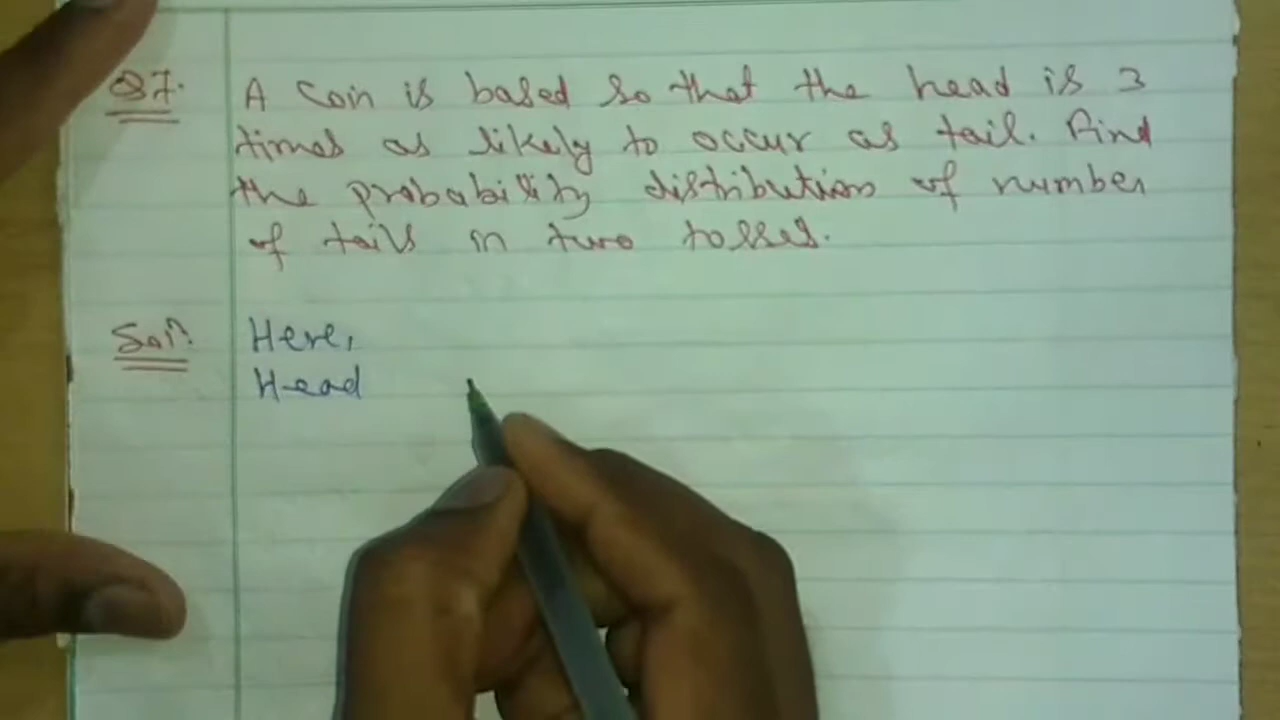 Q7. A coin is based so that the head is 3
times as likely to occur as tail. Find
the probability distribution of number
of tails in two tosses.
Solⁿ. Here,
Head